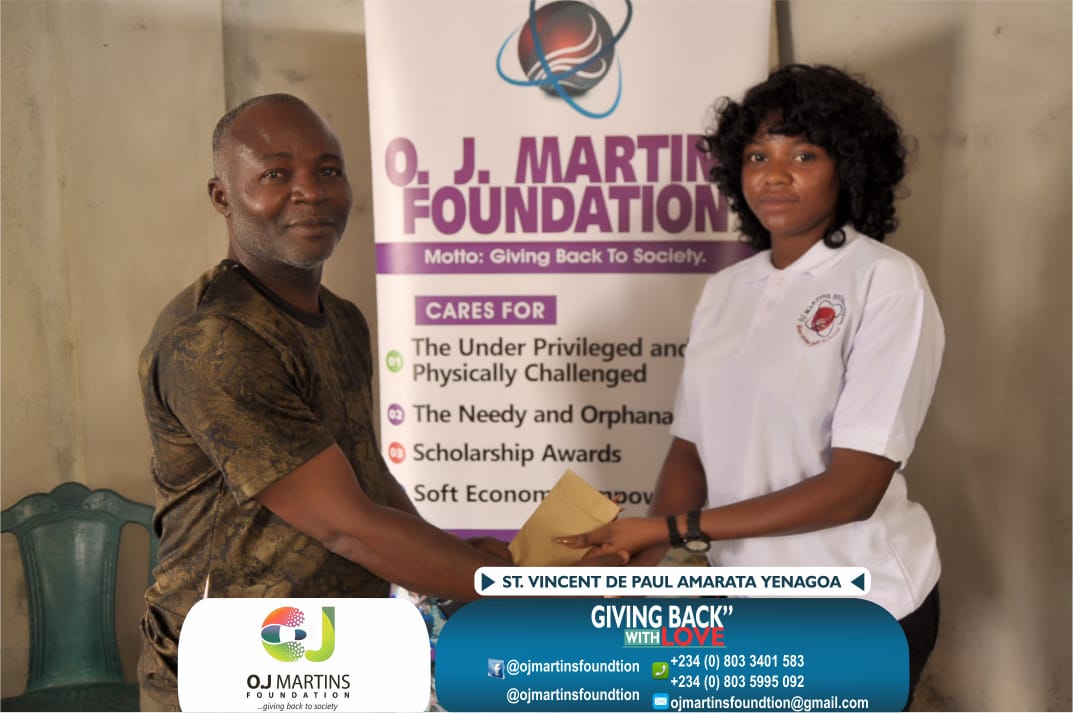 O. J. MARTIN
FOUNDATION
Motto: Giving Back To Society.
CARES FOR
01 The Under Privileged and
Physically Challenged
02 The Needy and Orphana
03 Scholarship Awards
Soft Econom
OJ MARTINS
ST. VINCENT DE PAUL AMARATA YENAGOA
OJ MARTINS
FOUNDATION
...giving back to society
GIVING BACK”
WITH LOVE
@ojmartinsfoundtion
@ojmartinsfoundtion
+234 (0) 803 3401 583
+234 (0) 803 5995 092
ojmartinsfoundtion@gmail.com